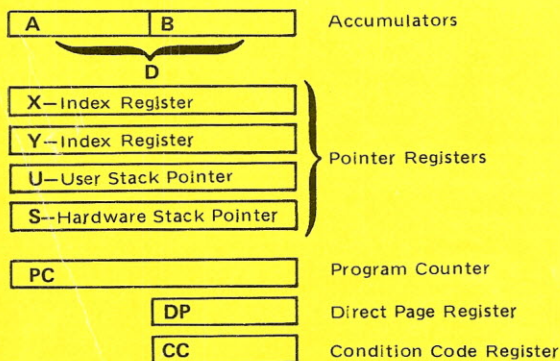 A B Accumulators
D
X–Index Register
Y–Index Register
U–User Stack Pointer
S–Hardware Stack Pointer
Pointer Registers
PC Program Counter
DP Direct Page Register
CC Condition Code Register